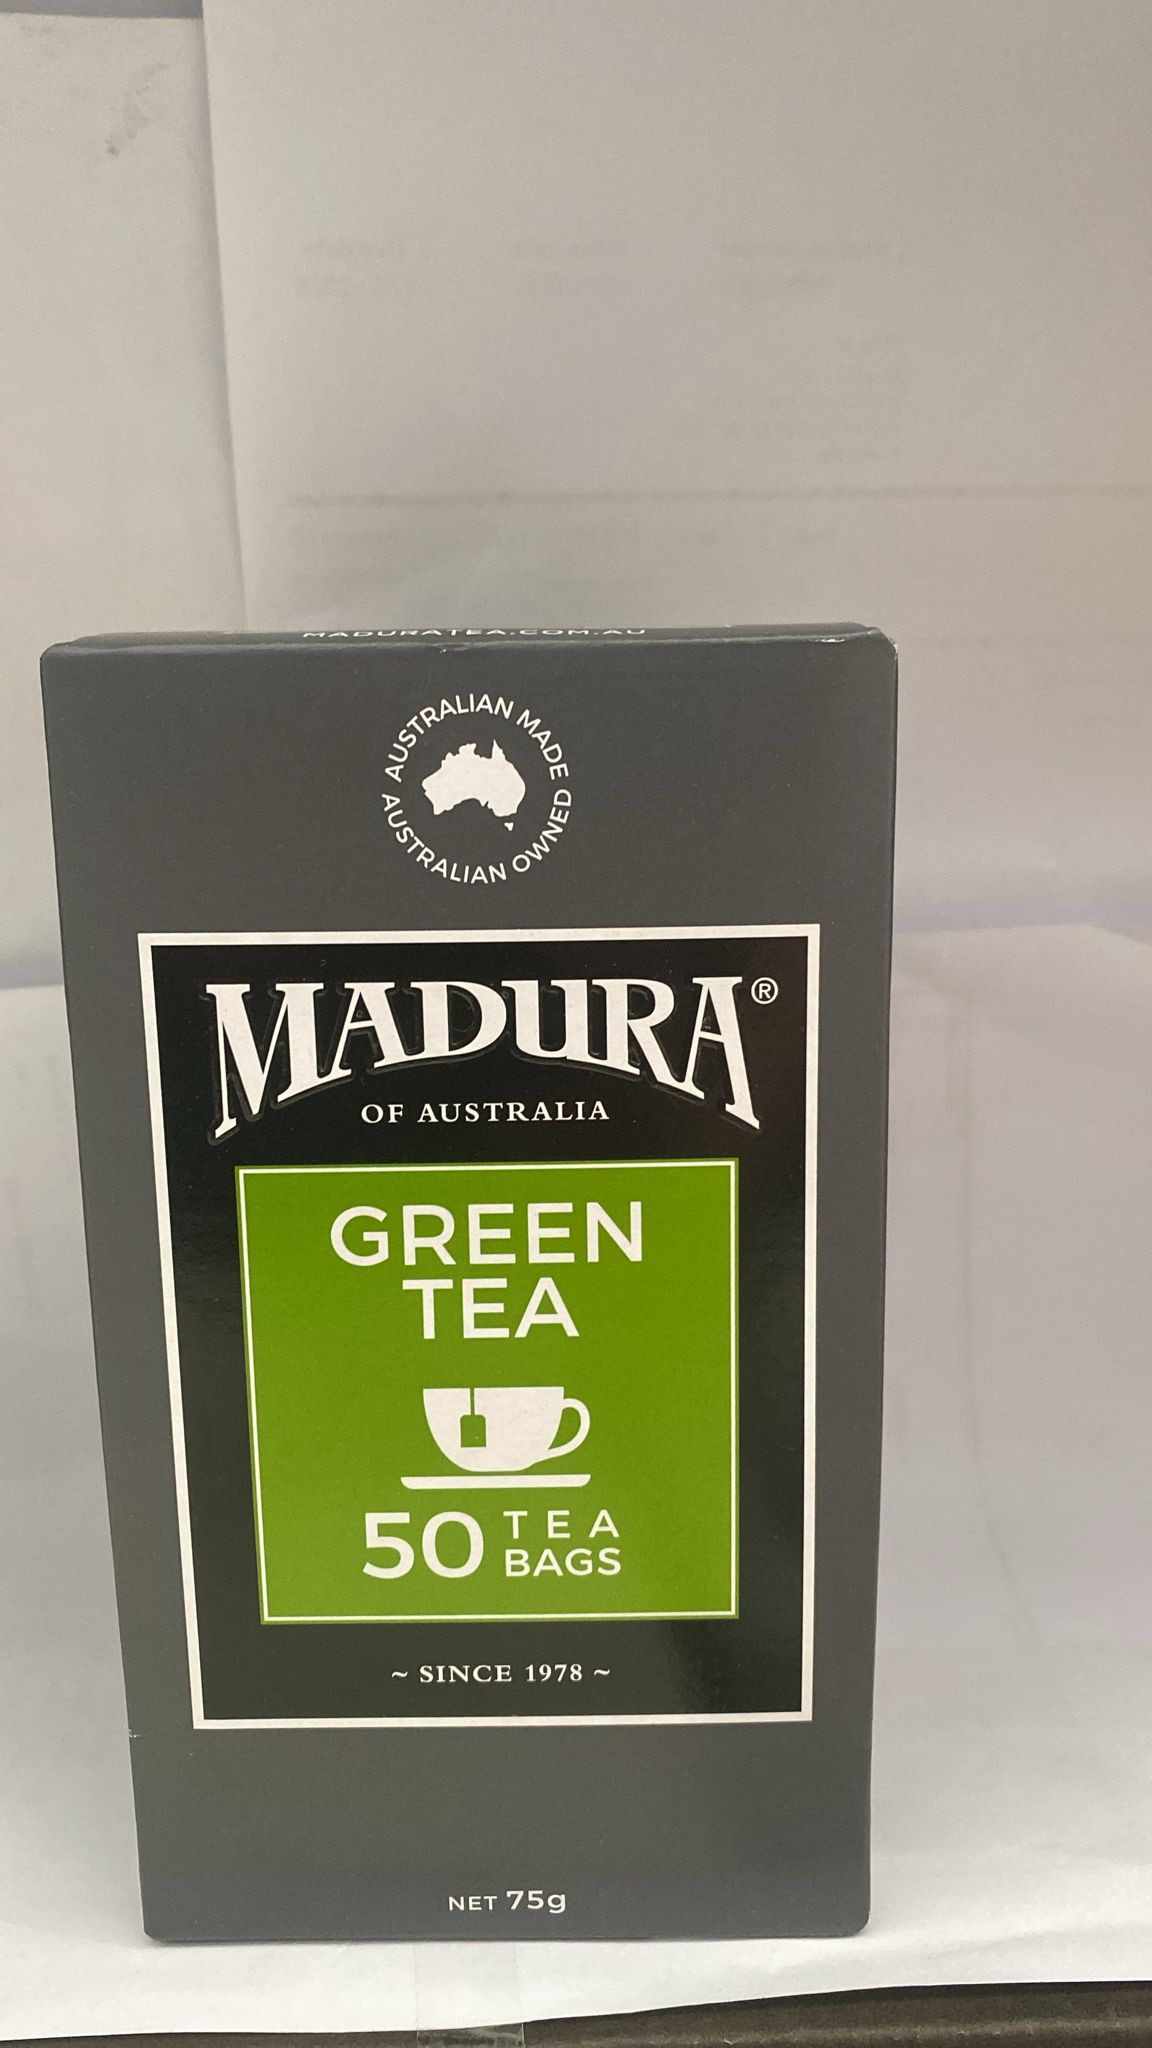 MADURATEA.COM.AU
AUSTRALIAN MADE
AUSTRALIAN OWNED
MADURA®
OF AUSTRALIA
GREEN
TEA
50 TEA
BAGS
~ SINCE 1978 ~
NET 75g